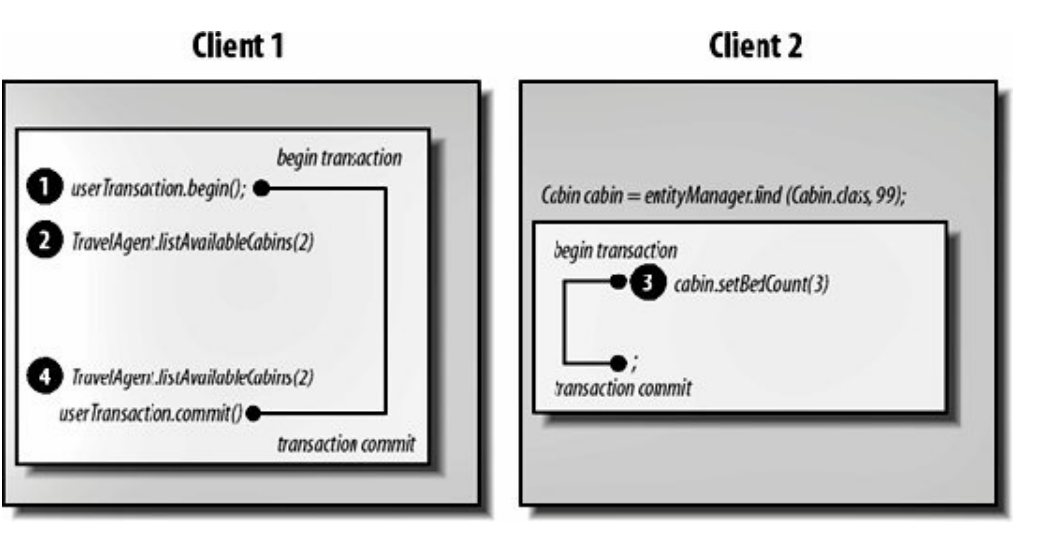 Client 1
begin transaction
1 userTransaction.begin();
2 TravelAgent.listAvailableCabins(2)
4 TravelAgent.listAvailableCabins(2)
userTransaction.commit()
transaction commit
Client 2
Cabin cabin = entityManager.find (Cabin.class, 99);
begin transaction
3 cabin.setBedCount(3)
;
transaction commit